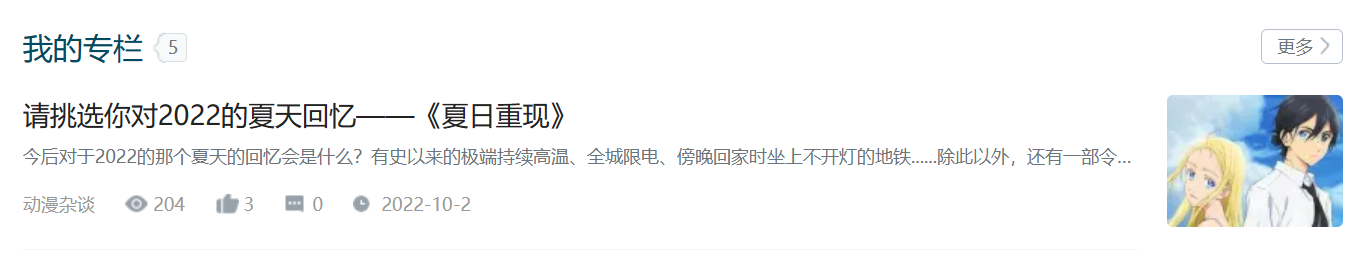 我的专栏 5
更多
请挑选你对2022的夏天回忆——《夏日重现》
今后对于2022的那个夏天的回忆会是什么？有史以来的极端持续高温、全城限电、傍晚回家时坐上不开灯的地铁......除此以外，还有一部令...
动漫杂谈 204 3 0 2022-10-2